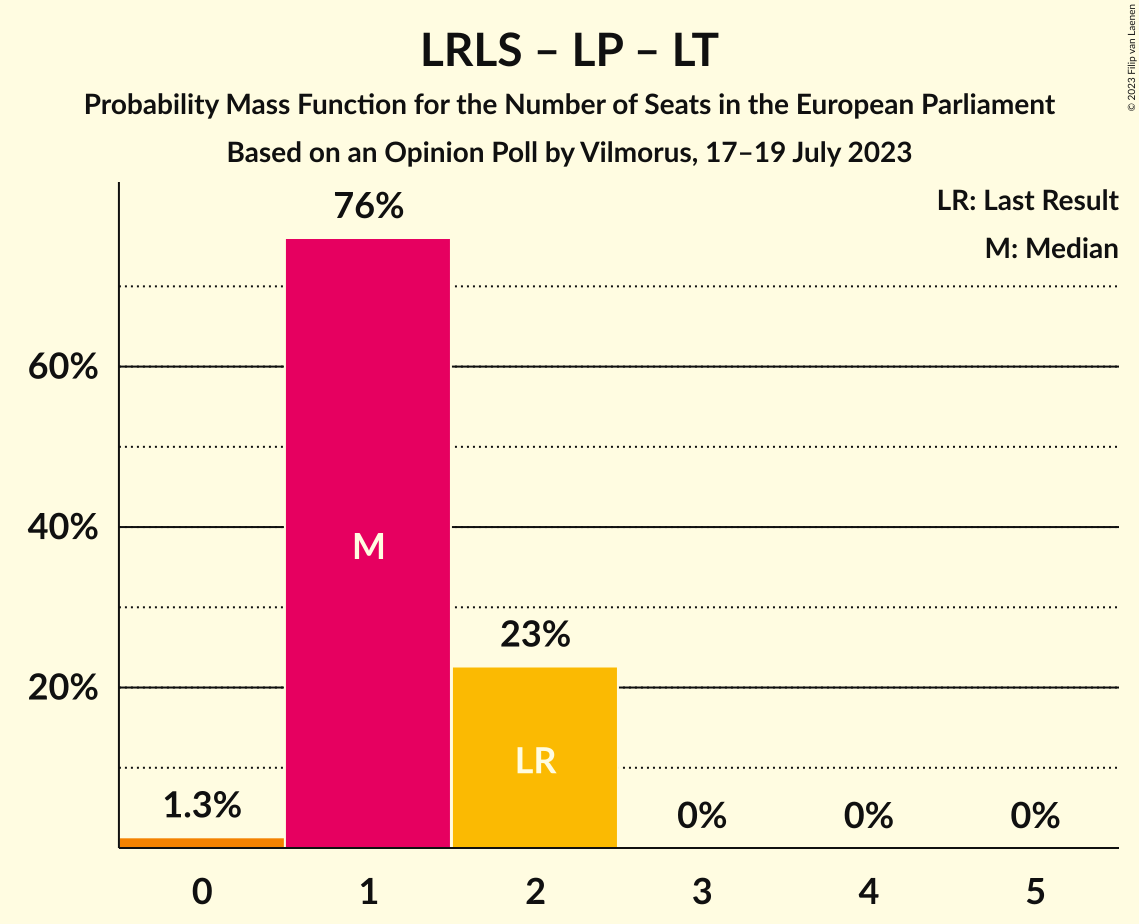 LRLS – LP – LT
Probability Mass Function for the Number of Seats in the European Parliament
Based on an Opinion Poll by Vilmorus, 17–19 July 2023
© 2023 Filip van Laenen
LR: Last Result
M: Median
76%
60%
40%
20%
M
23%
LR
1.3%
0%
0%
0%
0
1
2
3
4
5